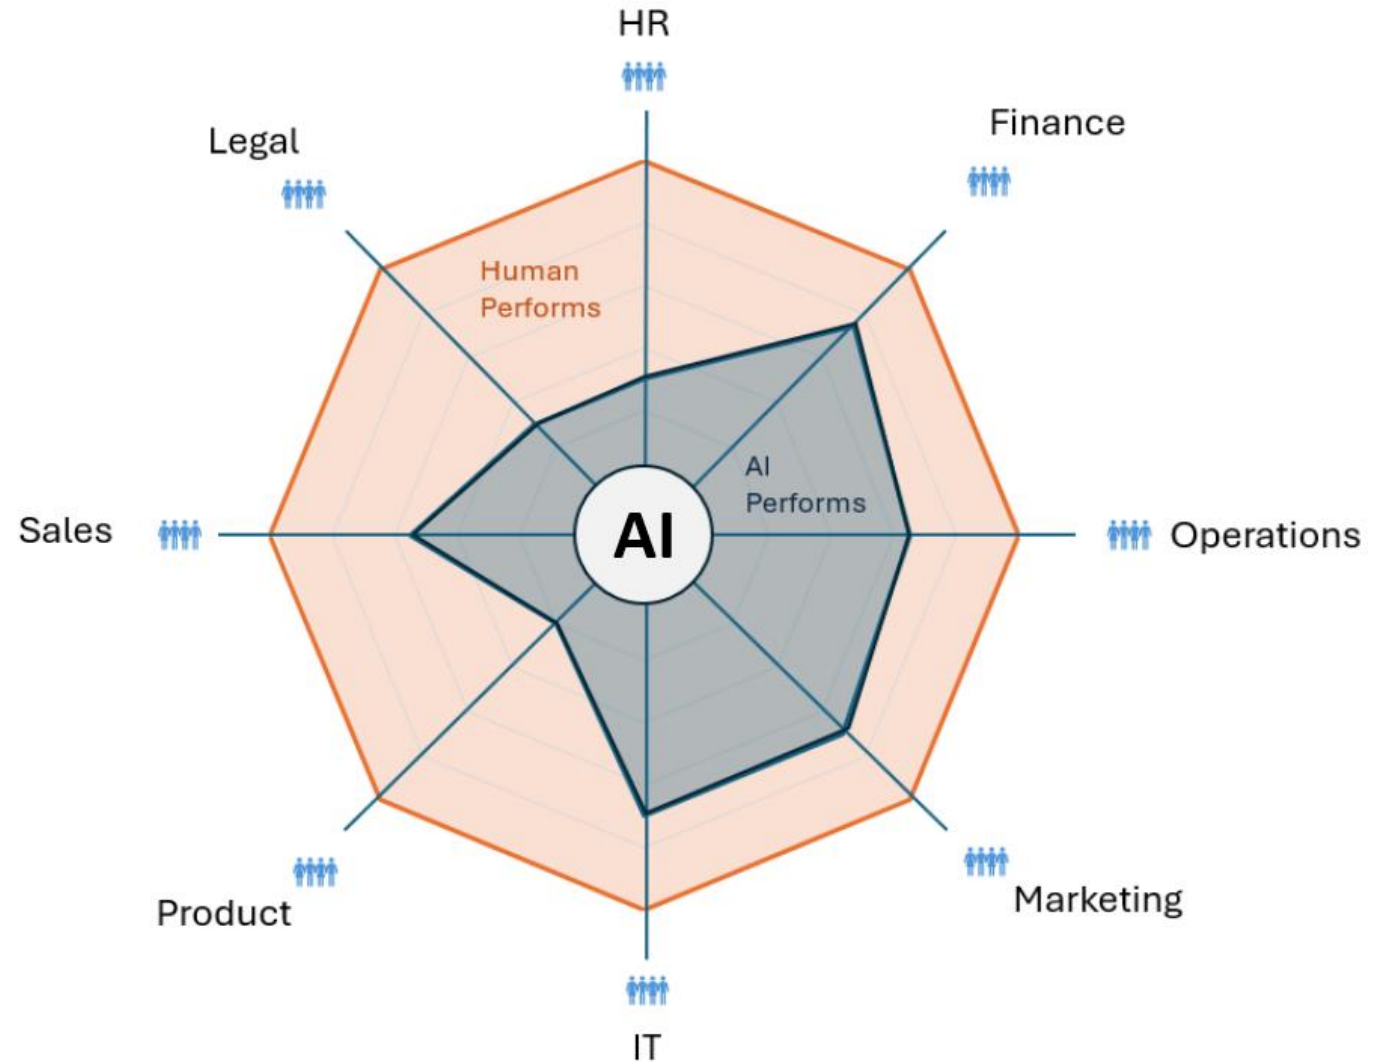 HR
Finance
Legal
Human
Performs
AI
Performs
AI
Sales
Operations
Product
Marketing
IT